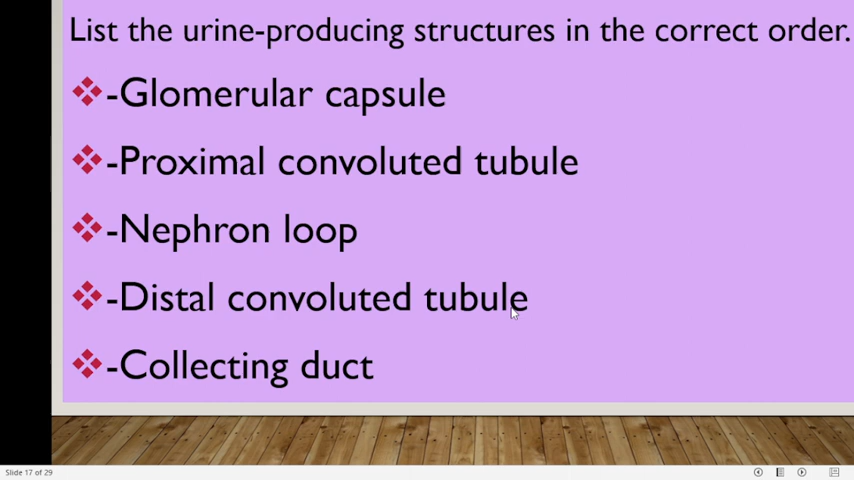 List the urine-producing structures in the correct order.
❖-Glomerular capsule
❖-Proximal convoluted tubule
❖-Nephron loop
❖-Distal convoluted tubule
❖-Collecting duct
Slide 17 of 29